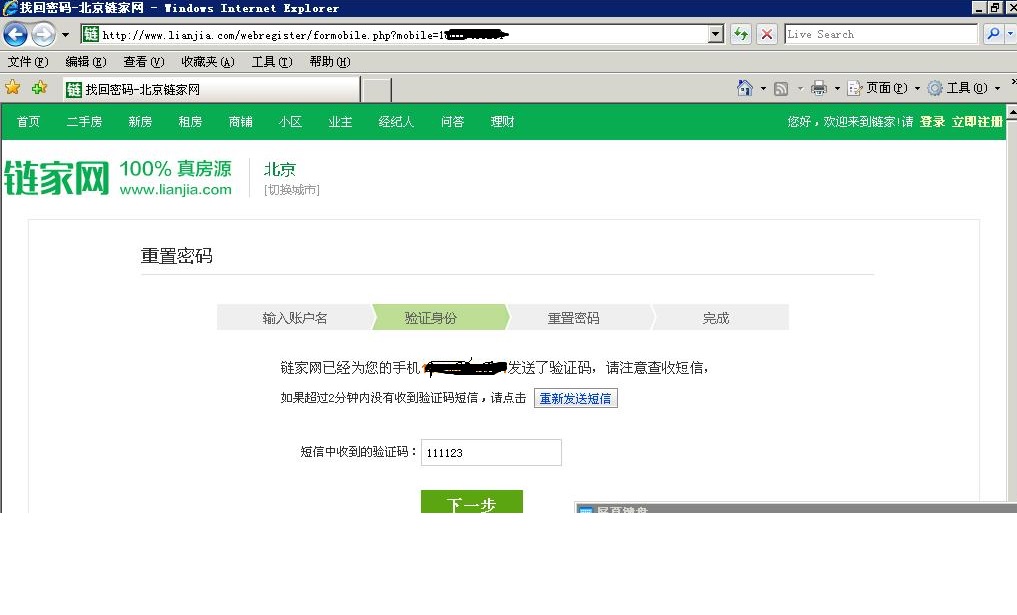 找回密码-北京链家网 - Windows Internet Explorer
链 http://www.lianjia.com/webregister/formobile.php?mobile=1
Live Search
文件(F) 编辑(E) 查看(V) 收藏夹(A) 工具(T) 帮助(H)
链 找回密码-北京链家网
页面(P) 工具(O)
首页 二手房 新房 租房 商铺 小区 业主 经纪人 问答 理财 您好，欢迎来到链家!请 登录 立即注册
链家网 100% 真房源 北京
www.lianjia.com [切换城市]
重置密码
输入账户名 验证身份 重置密码 完成
链家网已经为您的手机 发送了验证码，请注意查收短信，
如果超过2分钟内没有收到验证码短信，请点击 重新发送短信
短信中收到的验证码： 111123
下一步